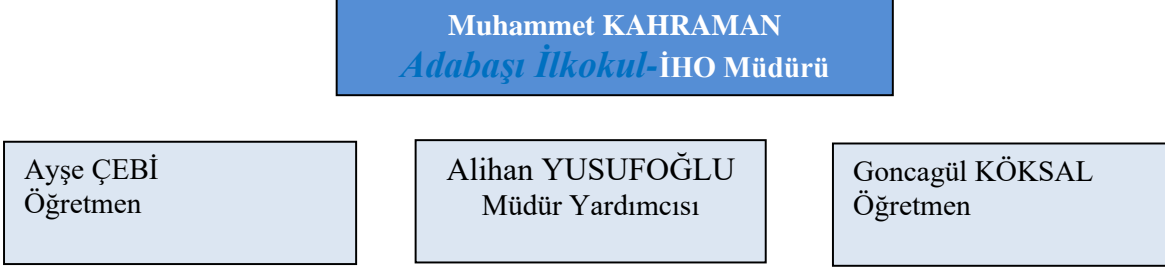 Muhammet KAHRAMAN
Adabaşı İlkokul-İHO Müdürü
Ayşe ÇEBİ
Öğretmen
Alihan YUSUFOĞLU
Müdür Yardımcısı
Goncagül KÖKSAL
Öğretmen